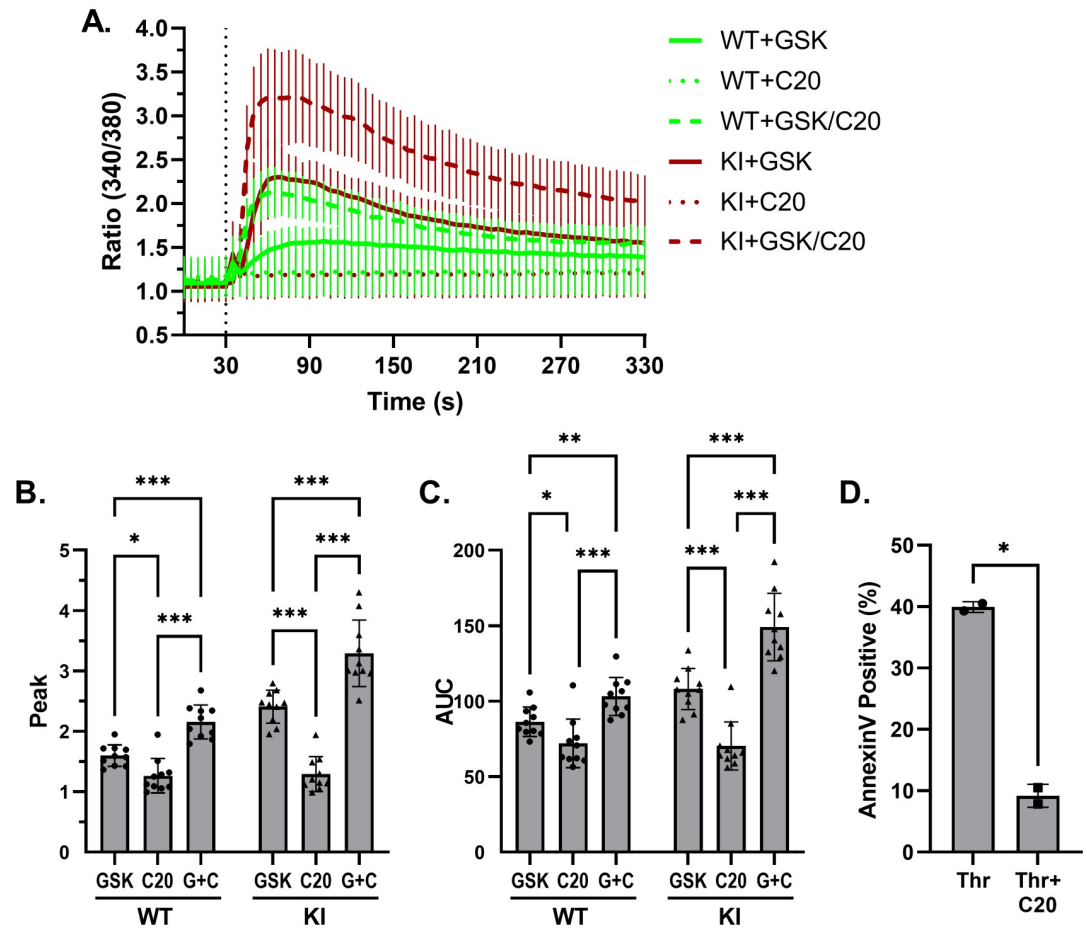 A.
4.0
3.5
3.0
2.5
2.0
1.5
1.0
0.5
Ratio (340/380)
30 90 150 210 270 330
Time (s)
WT+GSK
WT+C20
WT+GSK/C20
KI+GSK
KI+C20
KI+GSK/C20
B.
***
***
*
***
***
***
5
4
3
2
1
0
Peak
GSK C20 G+C GSK C20 G+C
WT KI
C.
**
***
*
***
***
***
200
150
100
50
0
AUC
GSK C20 G+C GSK C20 G+C
WT KI
D.
*
50
40
30
20
10
0
AnnexinV Positive (%)
Thr Thr+
C20